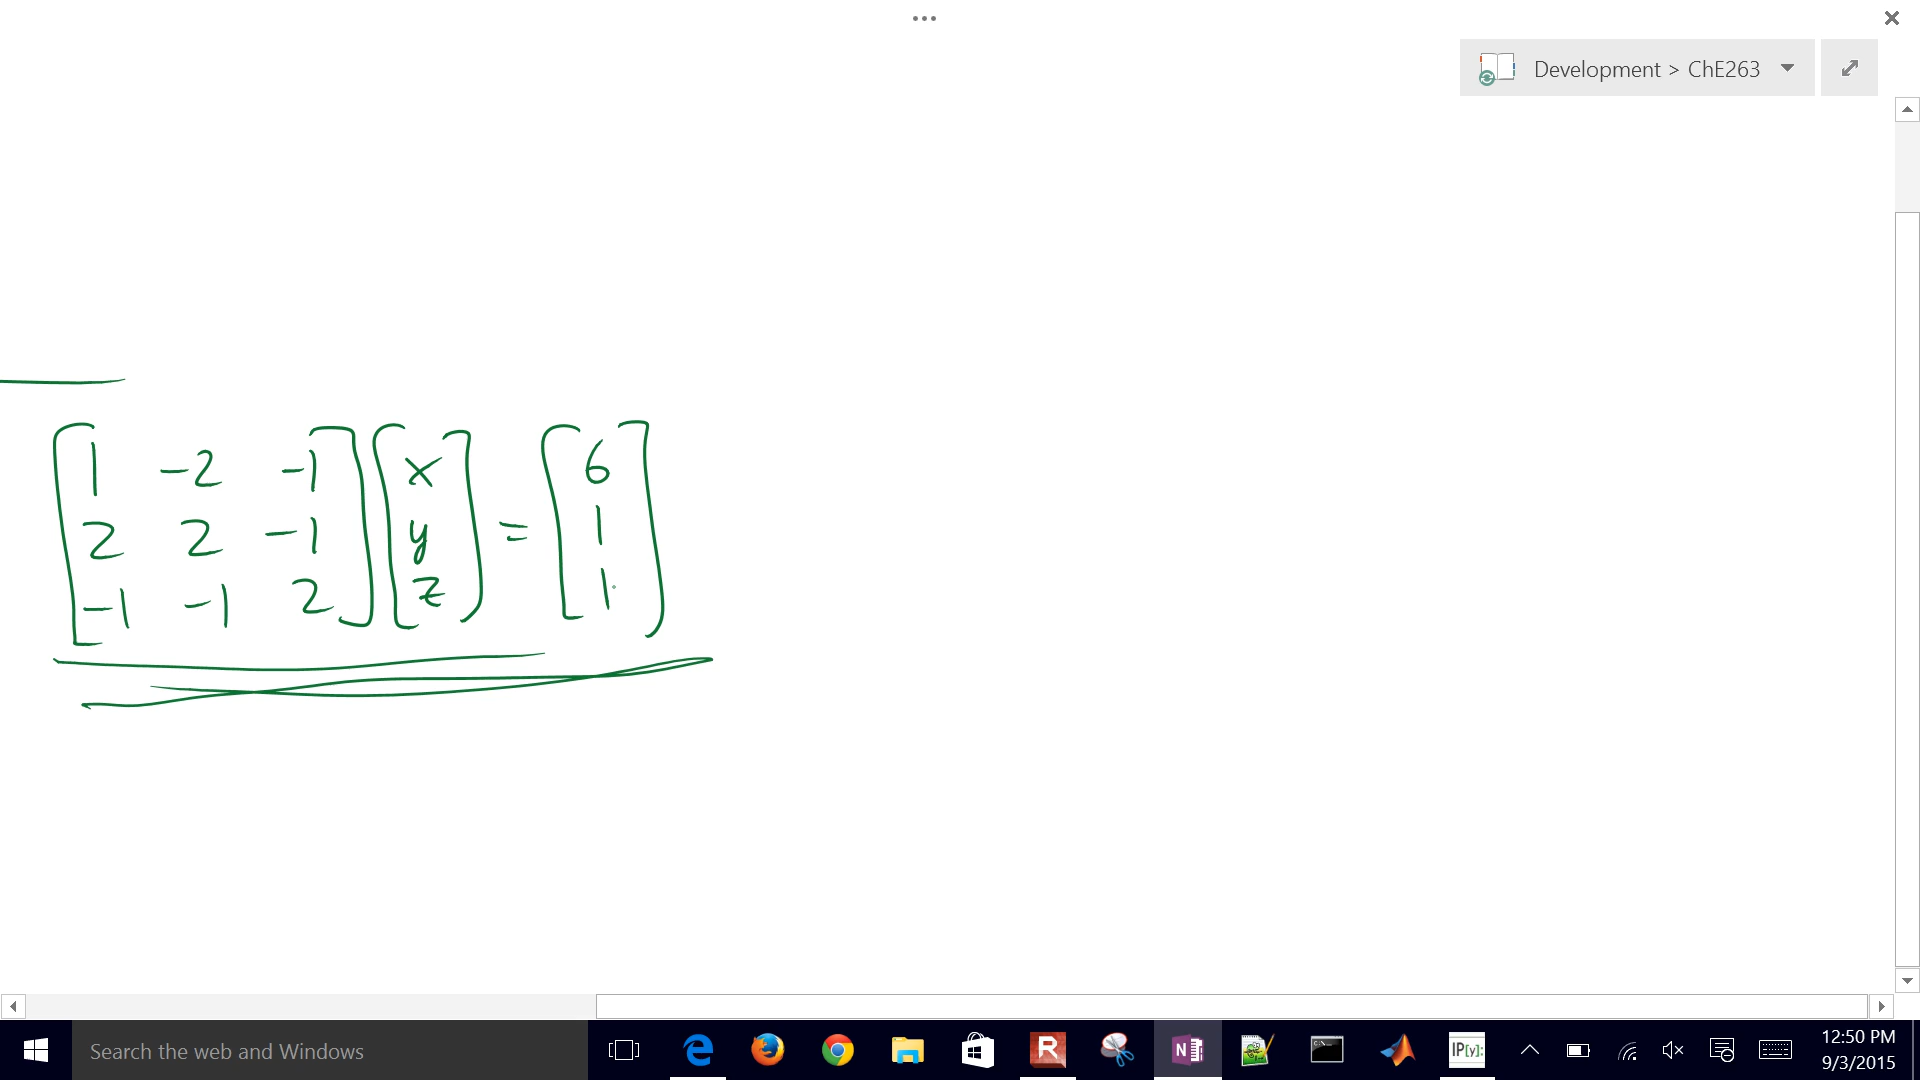 Development > ChE263
1 -2 -1 x 6
2 2 -1 y = 1
-1 -1 2 z 1
Search the web and Windows
N
C:\_
IP[y]:
12:50 PM
9/3/2015